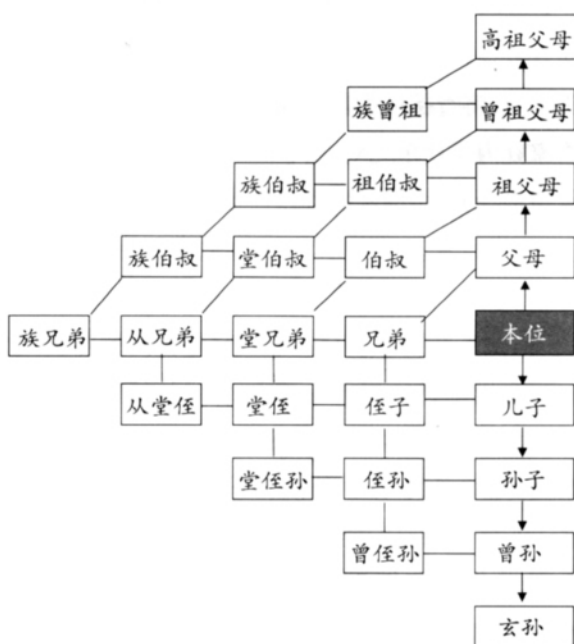 高祖父母
族曾祖 曾祖父母
族伯叔 祖伯叔 祖父母
族伯叔 堂伯叔 伯叔 父母
族兄弟 从兄弟 堂兄弟 兄弟 本位
从堂侄 堂侄 侄子 儿子
堂侄孙 侄孙 孙子
曾侄孙 曾孙
玄孙